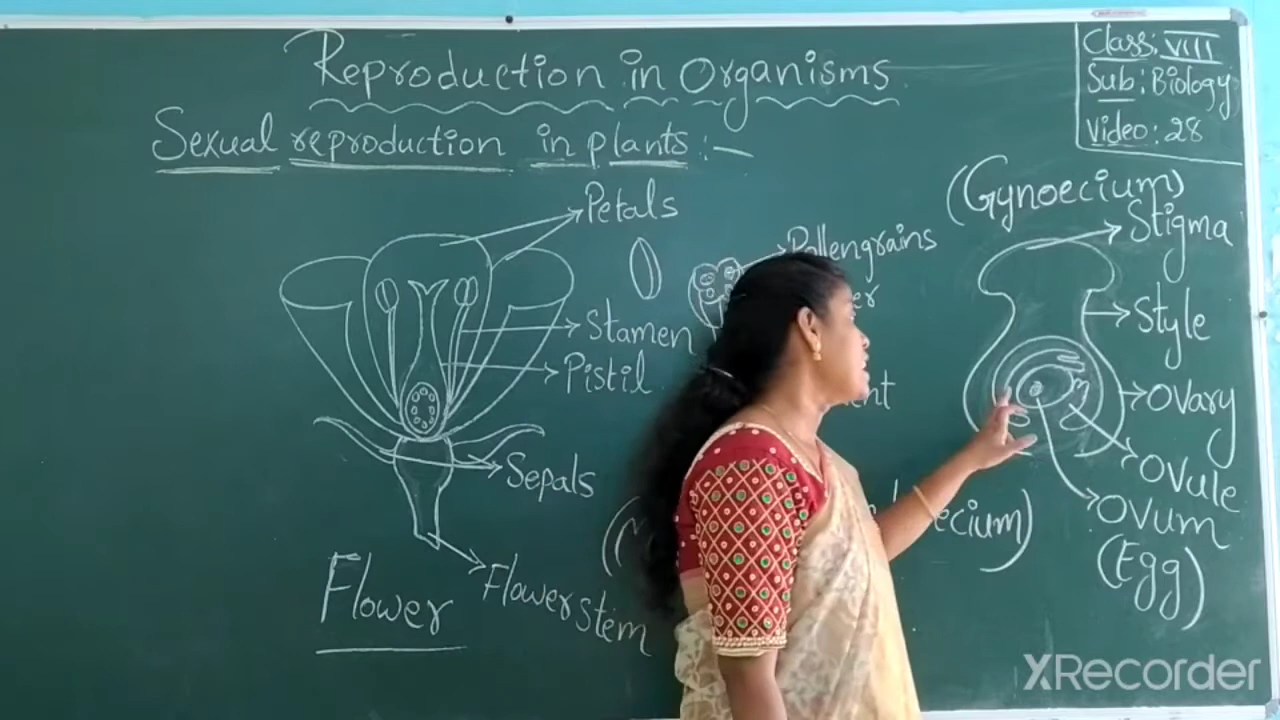 Reproduction in Organisms
Class: VIII
Sub: Biology
Video: 28
Sexual reproduction in plants :-
Petals
Stamen
Pistil
Sepals
Flower stem
Flower
Pollengrains
(Gynoecium)
Stigma
Style
Ovary
Ovule
Ovum
(Egg)
XRecorder